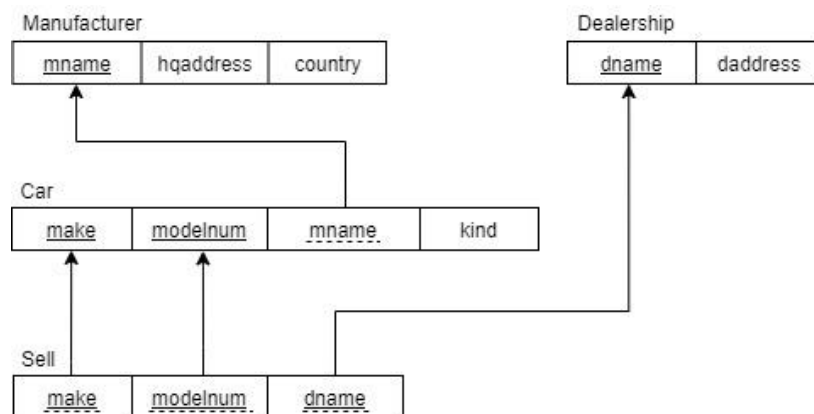 Manufacturer
Dealership
mname hqaddress country
dname daddress
Car
make modelnum mname kind
Sell
make modelnum dname